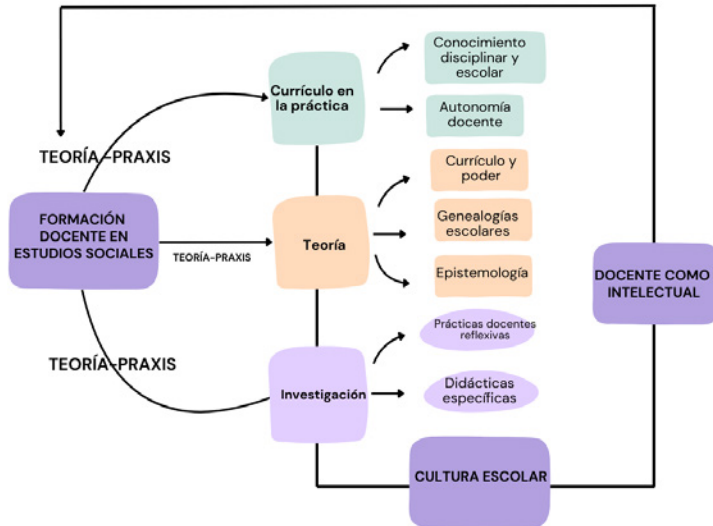 Conocimiento
disciplinar y
escolar
Currículo en
la práctica
Autonomía
docente
TEORÍA-PRAXIS
Currículo y
poder
FORMACIÓN
DOCENTE EN
ESTUDIOS SOCIALES
TEORÍA-PRAXIS
Teoría
Genealogías
escolares
Epistemología
DOCENTE COMO
INTELECTUAL
Prácticas docentes
reflexivas
TEORÍA-PRAXIS
Investigación
Didácticas
específicas
CULTURA ESCOLAR